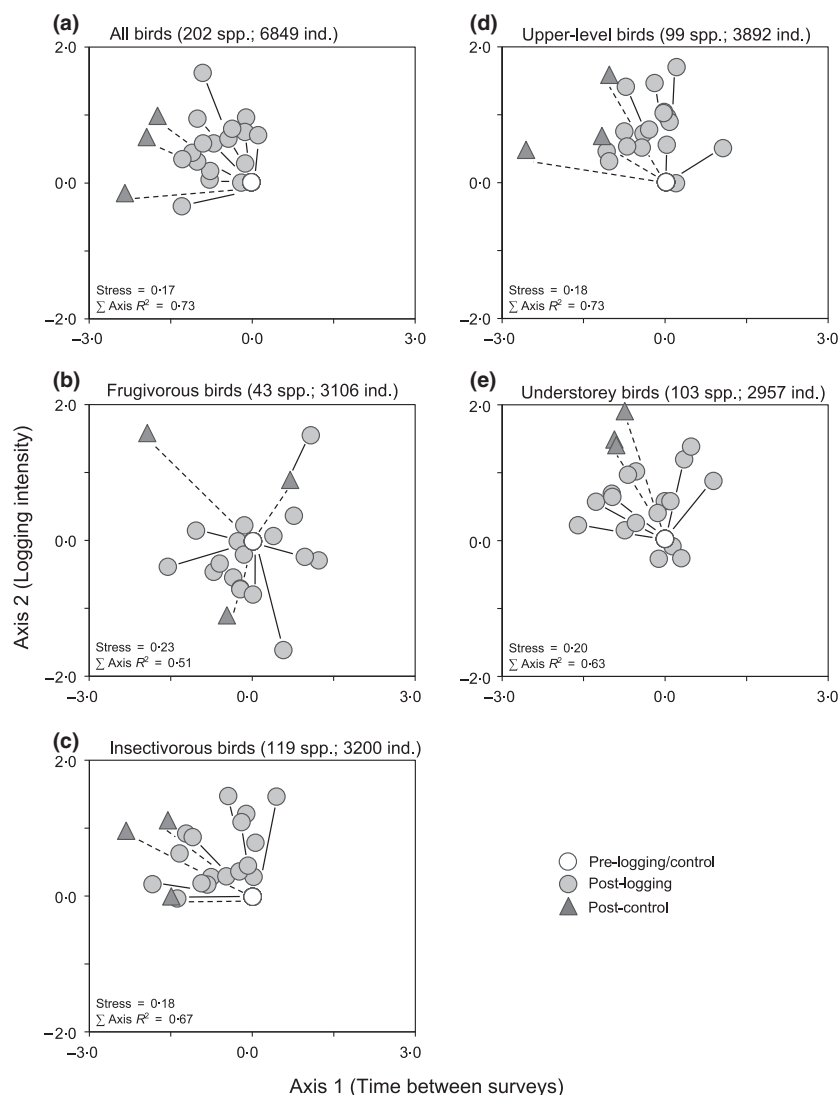 (a)
All birds (202 spp.; 6849 ind.)
2·0
0·0
–2·0
Stress = 0·17
∑ Axis R² = 0·73
–3·0
0·0
3·0
(b)
Frugivorous birds (43 spp.; 3106 ind.)
2·0
0·0
–2·0
Stress = 0·23
∑ Axis R² = 0·51
–3·0
0·0
3·0
(c)
Insectivorous birds (119 spp.; 3200 ind.)
2·0
0·0
–2·0
Stress = 0·18
∑ Axis R² = 0·67
–3·0
0·0
3·0
(d)
Upper-level birds (99 spp.; 3892 ind.)
2·0
0·0
–2·0
Stress = 0·18
∑ Axis R² = 0·73
–3·0
0·0
3·0
(e)
Understorey birds (103 spp.; 2957 ind.)
2·0
0·0
–2·0
Stress = 0·20
∑ Axis R² = 0·63
–3·0
0·0
3·0
Pre-logging/control
Post-logging
Post-control
Axis 2 (Logging intensity)
Axis 1 (Time between surveys)